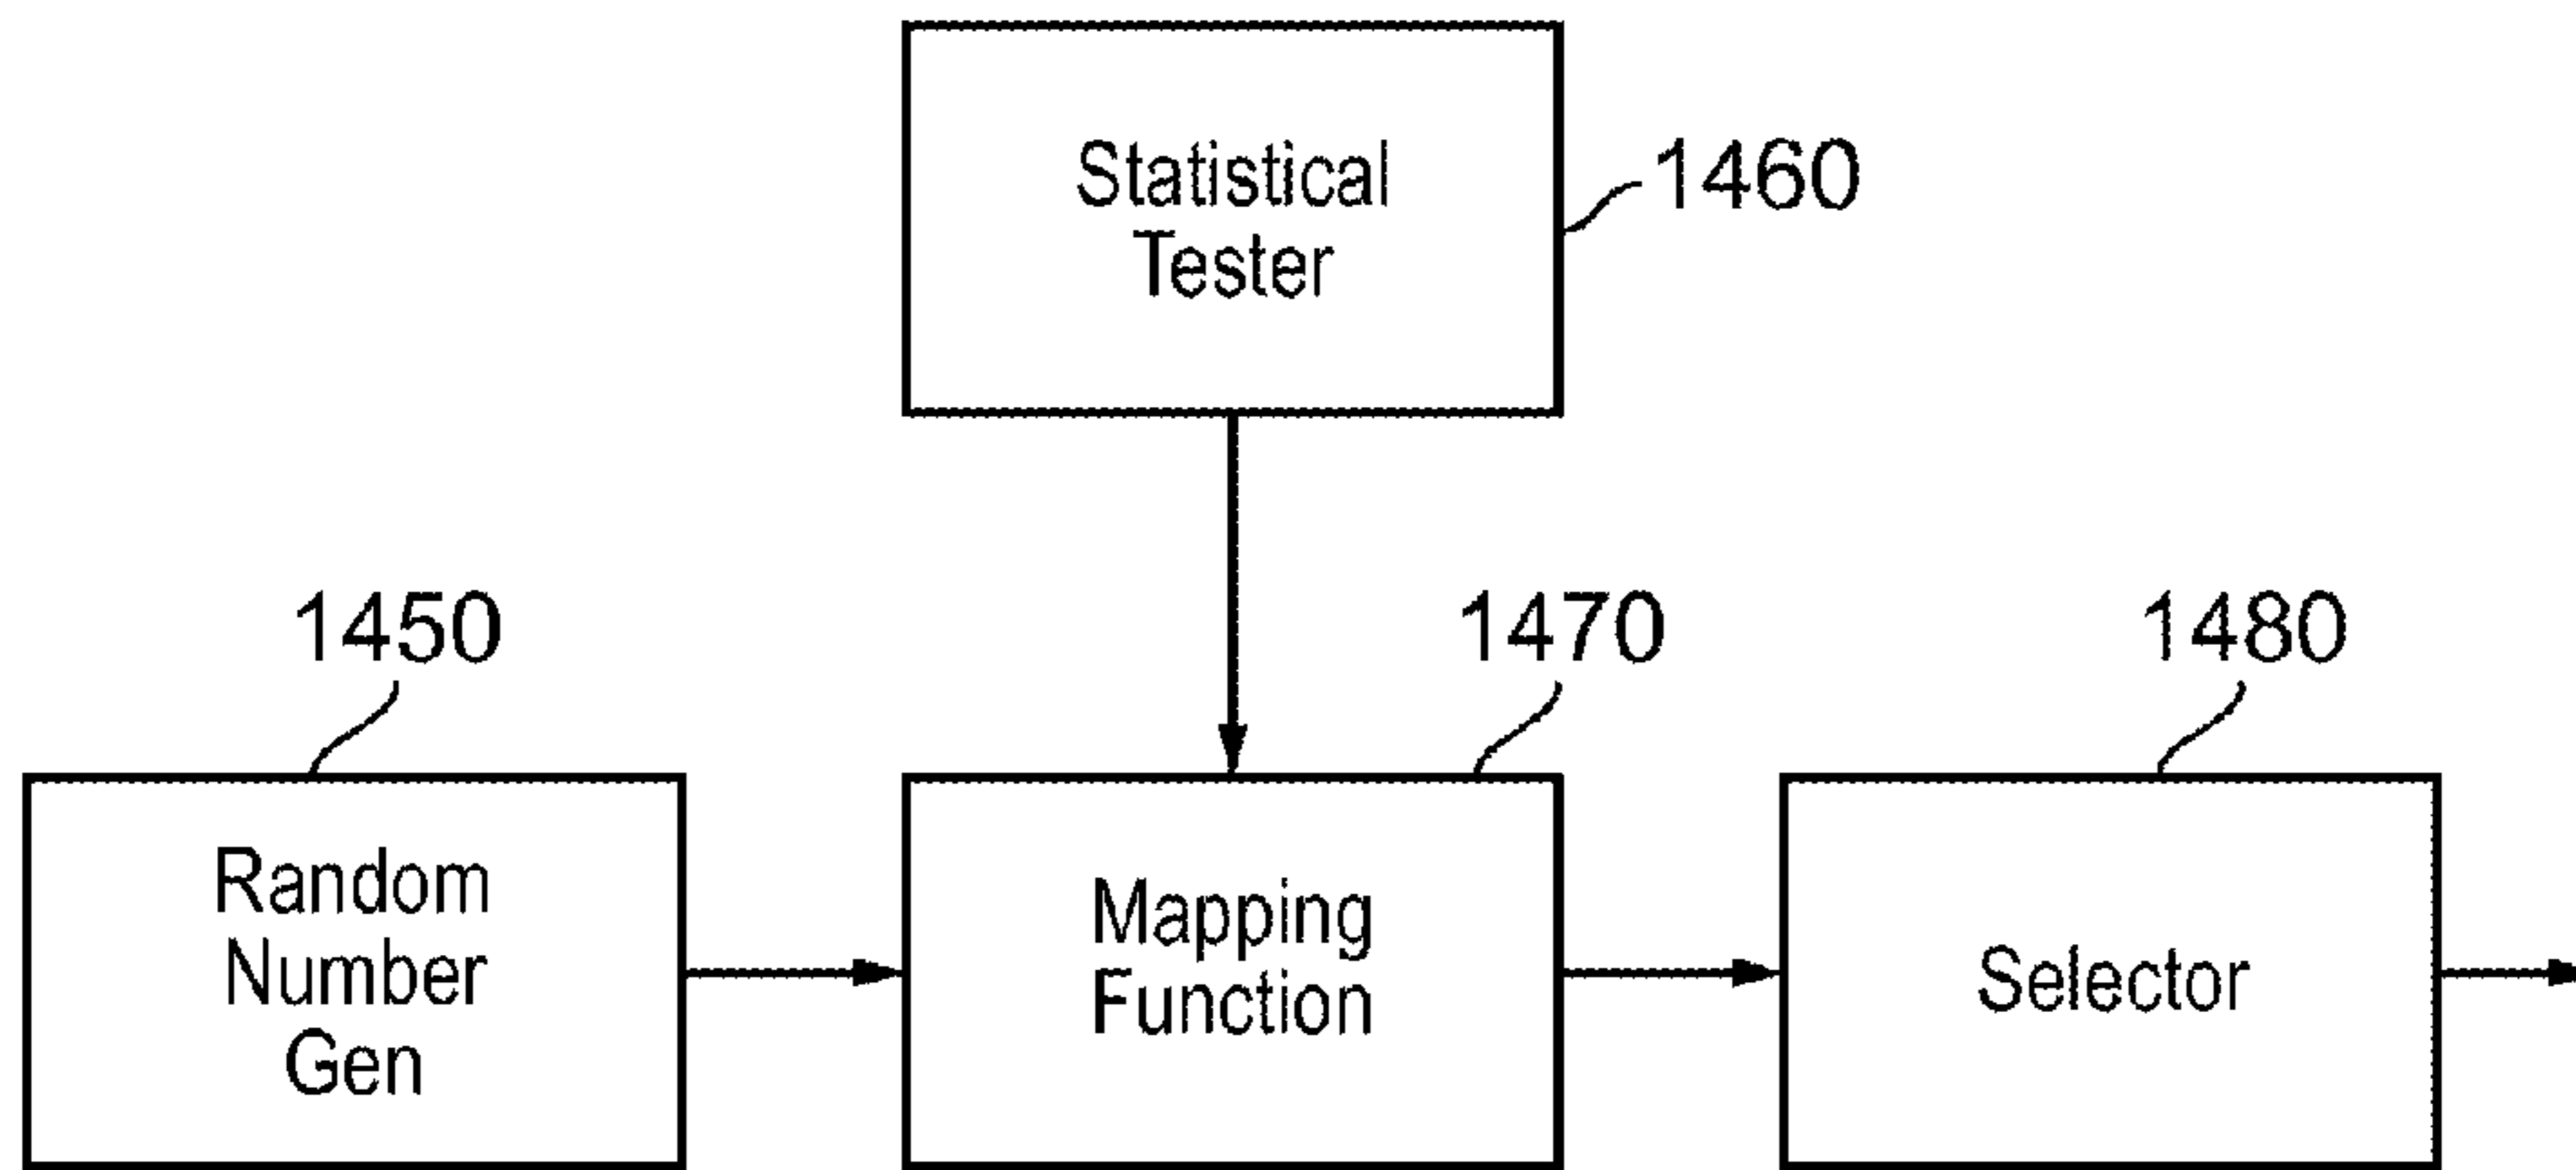 Statistical
Tester
1460
1450
1470
1480
Random
Number
Gen
Mapping
Function
Selector